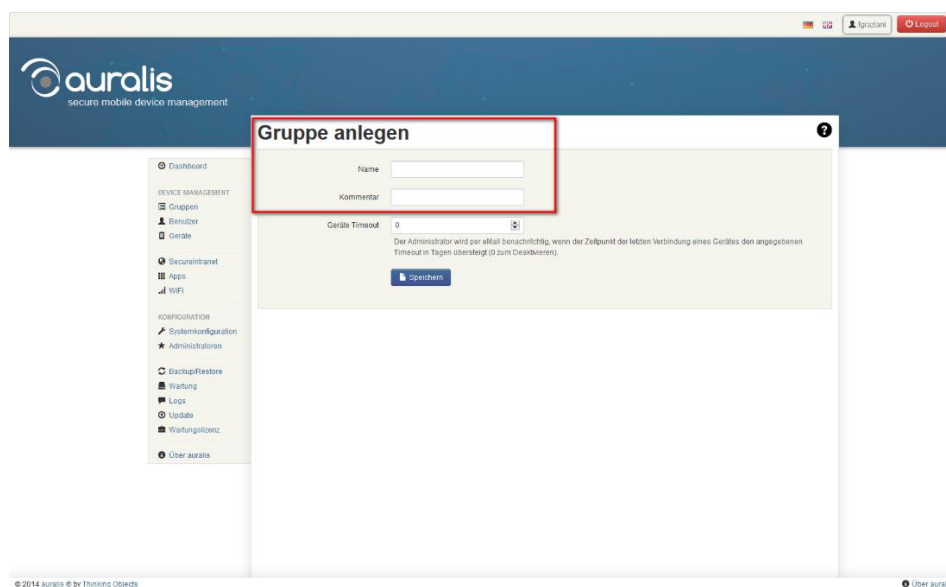 fgraziani
Logout
auralis
secure mobile device management
Gruppe anlegen
Dashboard
DEVICE MANAGEMENT
Gruppen
Benutzer
Geräte
SecureIntranet
Apps
WiFi
KONFIGURATION
Systemkonfiguration
Administratoren
Backup/Restore
Wartung
Logs
Update
Wartungslizenz
Über auralis
Name
Kommentar
Geräte Timeout
0
Der Administrator wird per eMail benachrichtig, wenn der Zeitpunkt der letzten Verbindung eines Gerätes den angegebenen
Timeout in Tagen übersteigt (0 zum Deaktivieren).
Speichern
© 2014 auralis © by Thinking Objects
Über aural